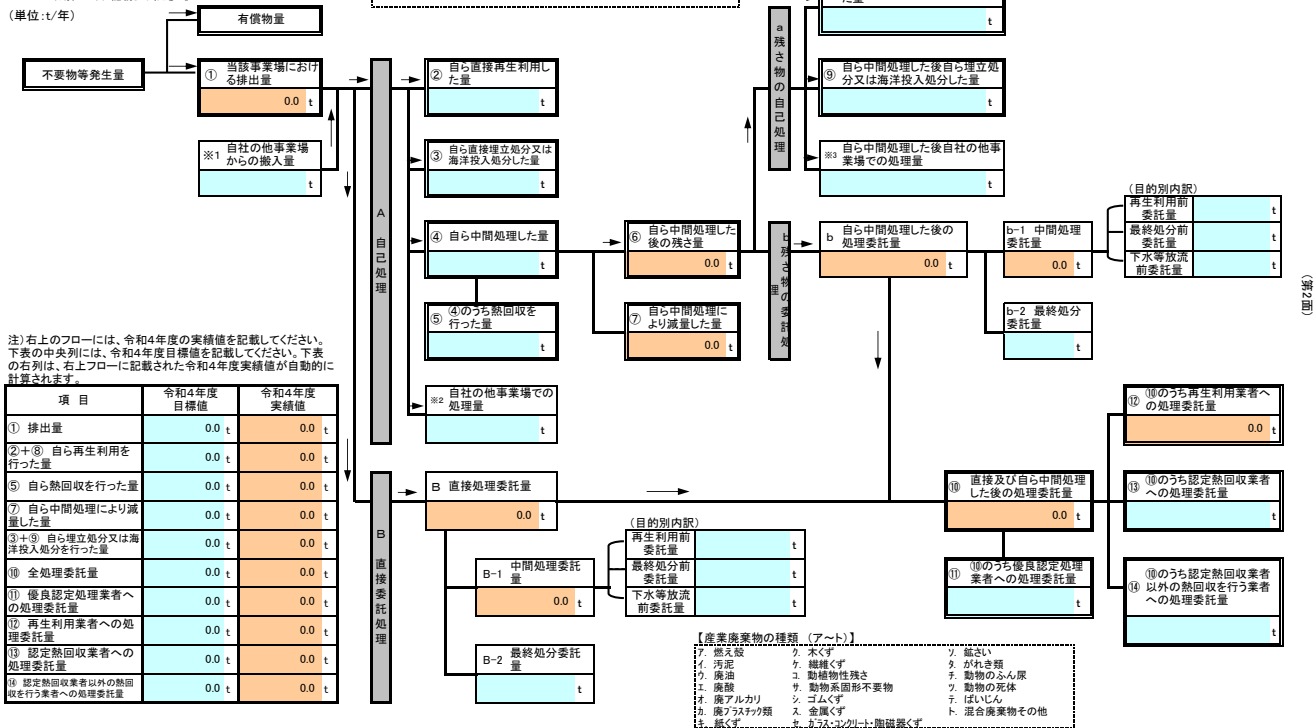 (単位:t/年)
有償物量
不要物等発生量
① 当該事業場におけ
る排出量
0.0 t
※1 自社の他事業場
からの搬入量
t
A 自己処理
② 自ら直接再生利用し
た量
t
③ 自ら直接埋立処分又は
海洋投入処分した量
t
④ 自ら中間処理した量
t
⑤ ④のうち熱回収を
行った量
t
※2 自社の他事業場での
処理量
t
⑥ 自ら中間処理した
後の残さ量
0.0 t
⑦ 自ら中間処理に
より減量した量
0.0 t
a 残さ物の自己処理
t
⑨ 自ら中間処理した後自ら埋立処
分又は海洋投入処分した量
t
※3 自ら中間処理した後自社の他事
業場での処理量
t
b 残さ物の委託処理
b 自ら中間処理した後の
処理委託量
0.0 t
b-1 中間処理
委託量
0.0 t
(目的別内訳)
再生利用前
委託量 t
最終処分前
委託量 t
下水等放流
前委託量 t
b-2 最終処分
委託量
t
(第2面)
注)右上のフローには、令和4年度の実績値を記載してください。
下表の中央列には、令和4年度目標値を記載してください。下表
の右列は、右上フローに記載された令和4年度実績値が自動的に
計算されます。
項 目 令和4年度
目標値 令和4年度
実績値
① 排出量 0.0 t 0.0 t
②+⑧ 自ら再生利用を
行った量 0.0 t 0.0 t
⑤ 自ら熱回収を行った量 0.0 t 0.0 t
⑦ 自ら中間処理により減
量した量 0.0 t 0.0 t
③+⑨ 自ら埋立処分又は海
洋投入処分を行った量 0.0 t 0.0 t
⑩ 全処理委託量 0.0 t 0.0 t
⑪ 優良認定処理業者へ
の処理委託量 0.0 t 0.0 t
⑫ 再生利用業者への処
理委託量 0.0 t 0.0 t
⑬ 認定熱回収業者への
処理委託量 0.0 t 0.0 t
⑭ 認定熱回収業者以外の熱回
収を行う業者への処理委託量 0.0 t 0.0 t
B 直接委託処理
B 直接処理委託量
0.0 t
B-1 中間処理委託
量
0.0 t
(目的別内訳)
再生利用前
委託量 t
最終処分前
委託量 t
下水等放流
前委託量 t
B-2 最終処分委託
量
t
⑩ 直接及び自ら中間処理
した後の処理委託量
0.0 t
⑪ ⑩のうち優良認定処理
業者への処理委託量
t
⑫ ⑩のうち再生利用業者へ
の処理委託量
0.0 t
⑬ ⑩のうち認定熱回収業者
への処理委託量
t
⑭ ⑩のうち認定熱回収業者
以外の熱回収を行う業者
への処理委託量
t
【産業廃棄物の種類 (ア～ト)】
ア. 燃え殻 ク. 木くず ソ. 鉱さい
イ. 汚泥 ケ. 繊維くず タ. がれき類
ウ. 廃油 コ. 動植物性残さ チ. 動物のふん尿
エ. 廃酸 サ. 動物系固形不要物 ツ. 動物の死体
オ. 廃アルカリ シ. ゴムくず テ. ばいじん
カ. 廃プラスチック類 ス. 金属くず ト. 混合廃棄物その他
キ. 紙くず セ. ガラス・コンクリート・陶磁器くず